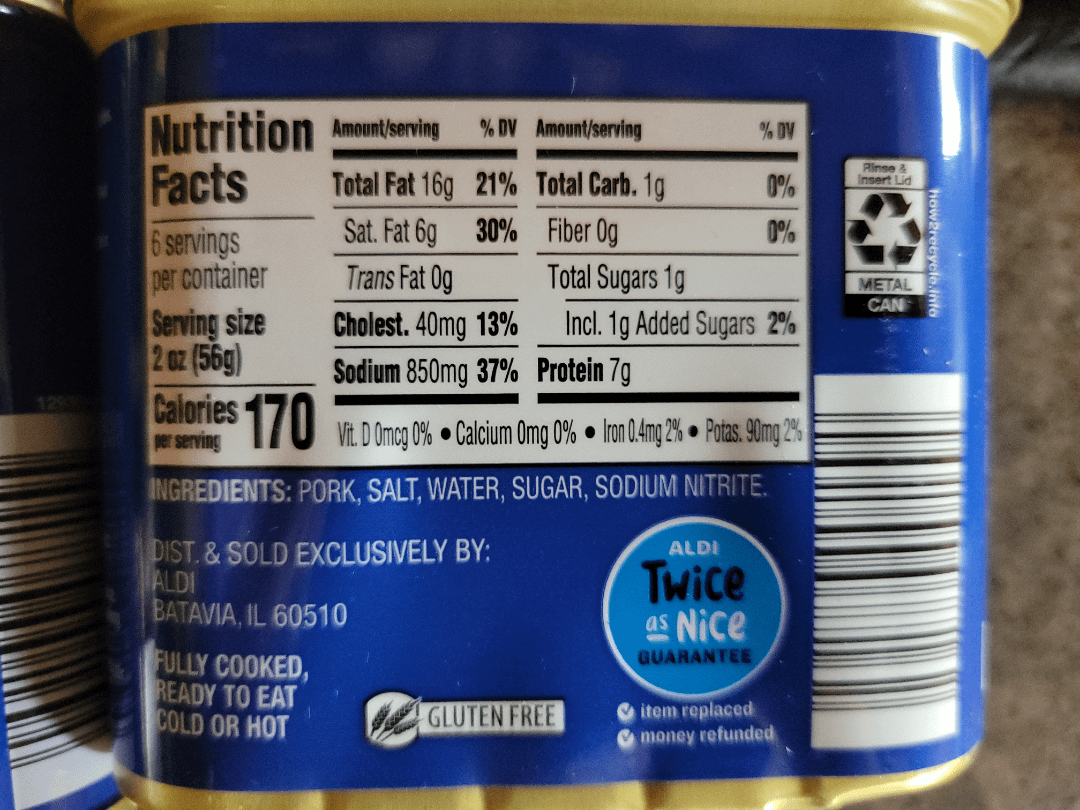 Nutrition
Facts
6 servings
per container
Serving size
2 oz (56g)
Calories 170
per serving
Amount/serving % DV
Total Fat 16g 21%
Sat. Fat 6g 30%
Trans Fat 0g
Cholest. 40mg 13%
Sodium 850mg 37%
Amount/serving % DV
Total Carb. 1g 0%
Fiber 0g 0%
Total Sugars 1g
Incl. 1g Added Sugars 2%
Protein 7g
Vit. D 0mcg 0% • Calcium 0mg 0% • Iron 0.4mg 2% • Potas. 90mg 2%
INGREDIENTS: PORK, SALT, WATER, SUGAR, SODIUM NITRITE.
DIST. & SOLD EXCLUSIVELY BY:
ALDI
BATAVIA, IL 60510
FULLY COOKED,
READY TO EAT
COLD OR HOT
GLUTEN FREE
ALDI
Twice
as Nice
GUARANTEE
item replaced
money refunded
Rinse &
Insert Lid
METAL
CAN
how2recycle.info